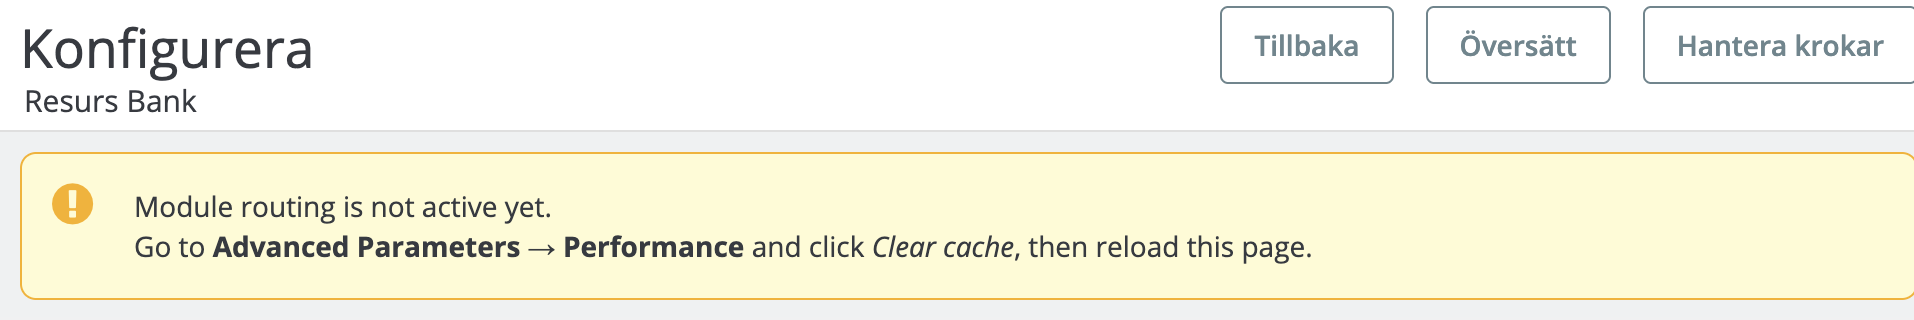 Konfigurera
Resurs Bank
Tillbaka
Översätt
Hantera krokar
Module routing is not active yet.
Go to Advanced Parameters → Performance and click Clear cache, then reload this page.